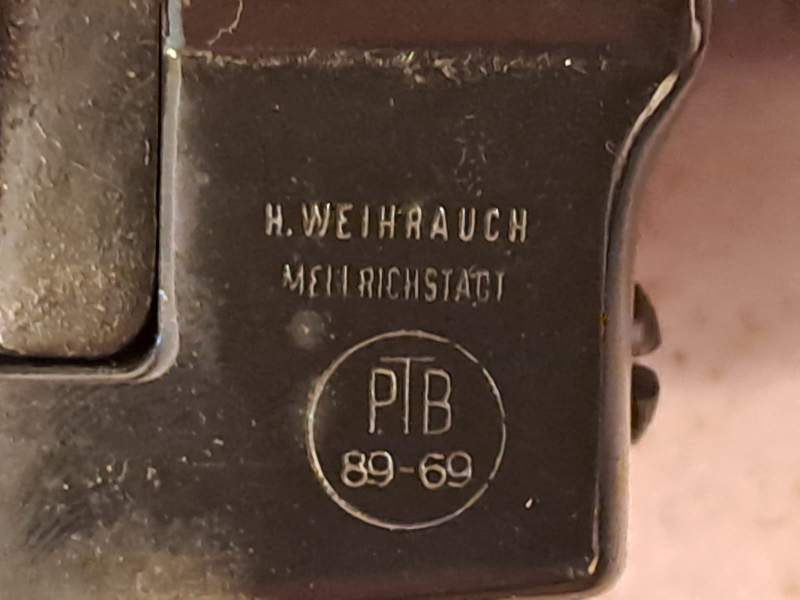 H. WEIHRAUCH
MELLRICHSTADT
PTB
89-69